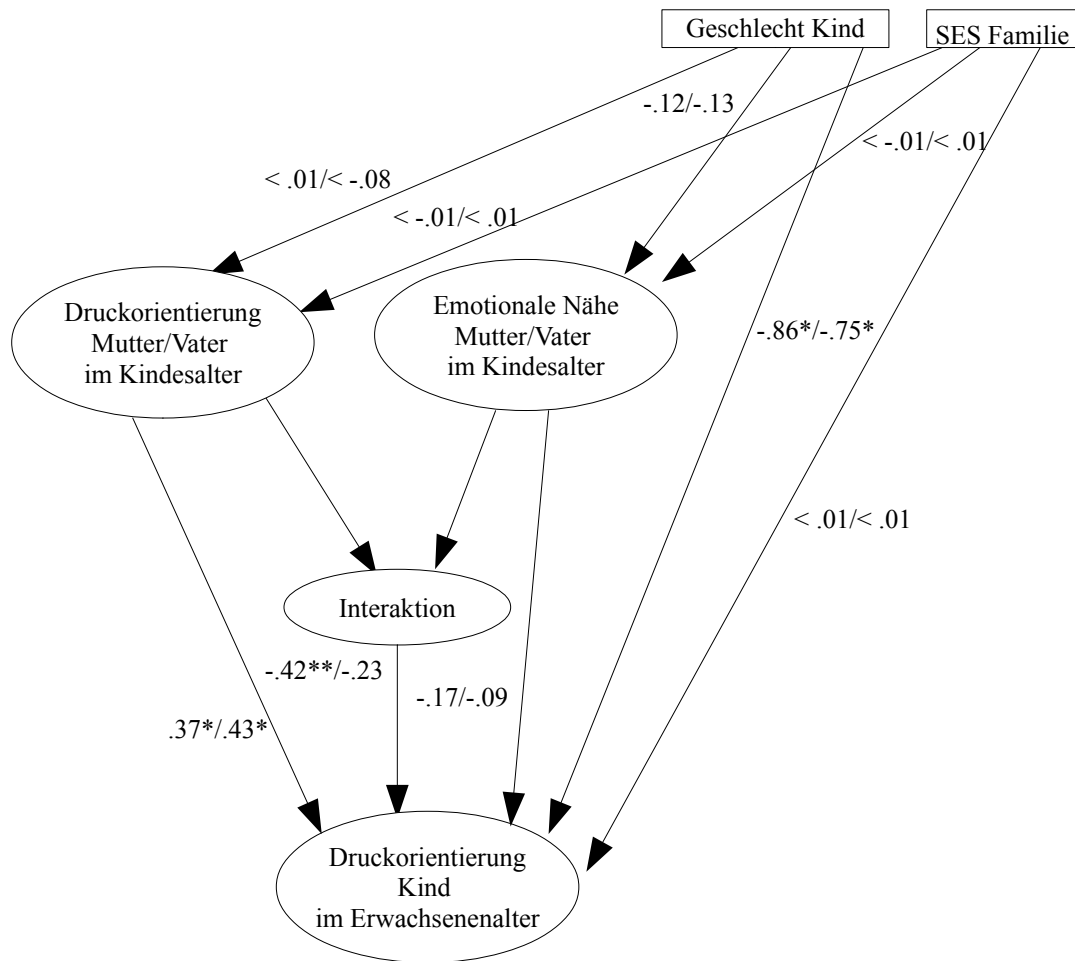 Geschlecht Kind
SES Familie
-.12/-.13
< -.01/< .01
< .01/< -.08
< -.01/< .01
Druckorientierung
Mutter/Vater
im Kindesalter
Emotionale Nähe
Mutter/Vater
im Kindesalter
-.86*/-.75*
< .01/< .01
Interaktion
-.42**/-.23
-.17/-.09
.37*/.43*
Druckorientierung
Kind
im Erwachsenenalter